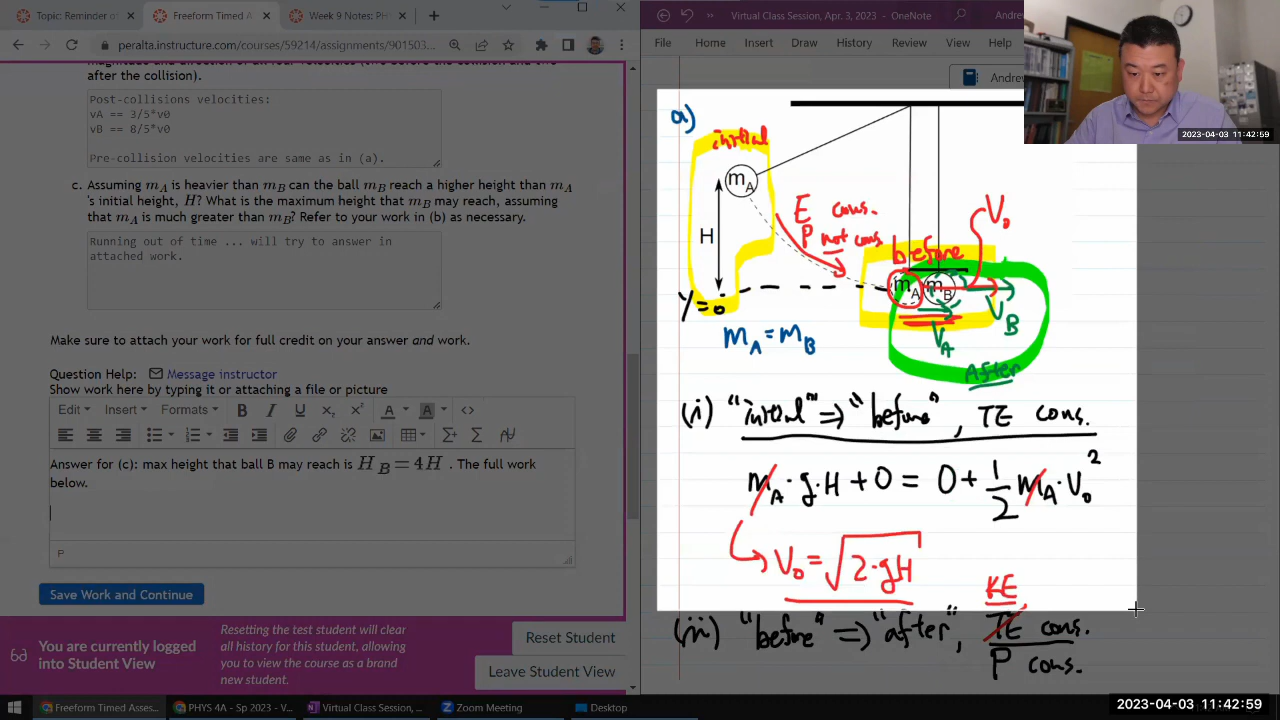 Topic Reminder of
Freeform Timed A
Week 9 Notes: PH
peralta.instructure.com/courses/59214/assignments/901503...
after the collision).
Post-collisions velocities:
vA == 3/5*v0
vB == 8/5*v0
Pre-collision velocities are same as in (a).
c. Assuming mA is heavier than mB can the ball mB reach a higher height than mA
's initial height, H? What is the maximum height that mB may reach, assuming
that mA is much greater than mB? Refer to your work in (b) as necessary.
Running out of time ... will try to answer in
attached work.
Make sure to attach your work for full credit on your answer and work.
Question Help: Message instructor
Show work here by typing it or attaching a file or picture
Edit Insert Formats B I U x₂ x² A A <>
Answer for (c): max height that ball B may reach is H_B = 4H . The full work
below.
P
Save Work and Continue
You are currently logged
into Student View
Resetting the test student will clear
all history for this student, allowing
you to view the course as a brand
new student.
Reset Student
Leave Student View
Virtual Class Session, Apr. 3, 2023 - OneNote
Andre
File Home Insert Draw History Review View Help
Andrew
2023-04-03 11:42:59
a)
initial
mA
H
E cons.
P not cons.
V₀
before
mA mB
VB
VA
Y=0
mA = mB
After
(i) "initial" => "before", TE cons.
mA · g·H + 0 = 0 + 1/2 mA · V₀²
V₀ = √2·gH
KE
(ii) "before" => "after", TE cons.
P cons.
Freeform Timed Asses...
PHYS 4A - Sp 2023 - V...
Virtual Class Session, ...
Zoom Meeting
Desktop
2023-04-03 11:42:59